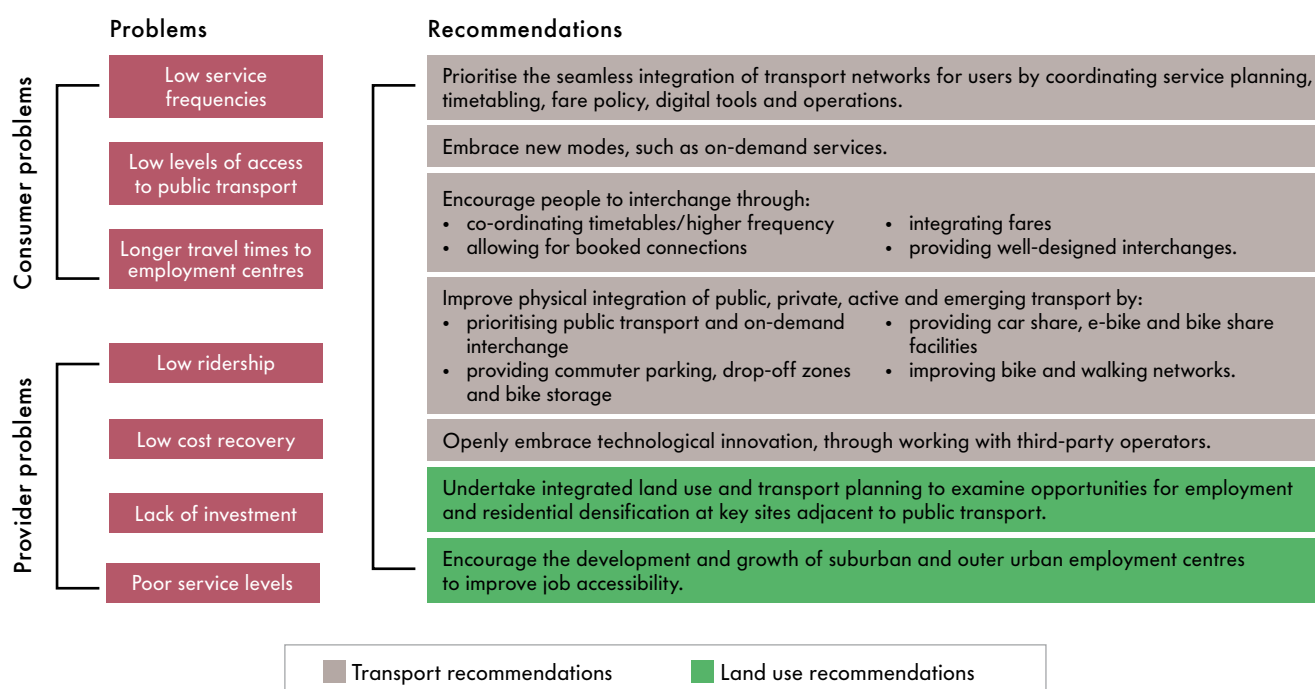 Problems
Recommendations
Consumer problems
Low service
frequencies
Low levels of access
to public transport
Longer travel times to
employment centres
Provider problems
Low ridership
Low cost recovery
Lack of investment
Poor service levels
Prioritise the seamless integration of transport networks for users by coordinating service planning,
timetabling, fare policy, digital tools and operations.
Embrace new modes, such as on-demand services.
Encourage people to interchange through:
• co-ordinating timetables/higher frequency
• allowing for booked connections
• integrating fares
• providing well-designed interchanges.
Improve physical integration of public, private, active and emerging transport by:
• prioritising public transport and on-demand
interchange
• providing commuter parking, drop-off zones
and bike storage
• providing car share, e-bike and bike share
facilities
• improving bike and walking networks.
Openly embrace technological innovation, through working with third-party operators.
Undertake integrated land use and transport planning to examine opportunities for employment
and residential densification at key sites adjacent to public transport.
Encourage the development and growth of suburban and outer urban employment centres
to improve job accessibility.
Transport recommendations
Land use recommendations